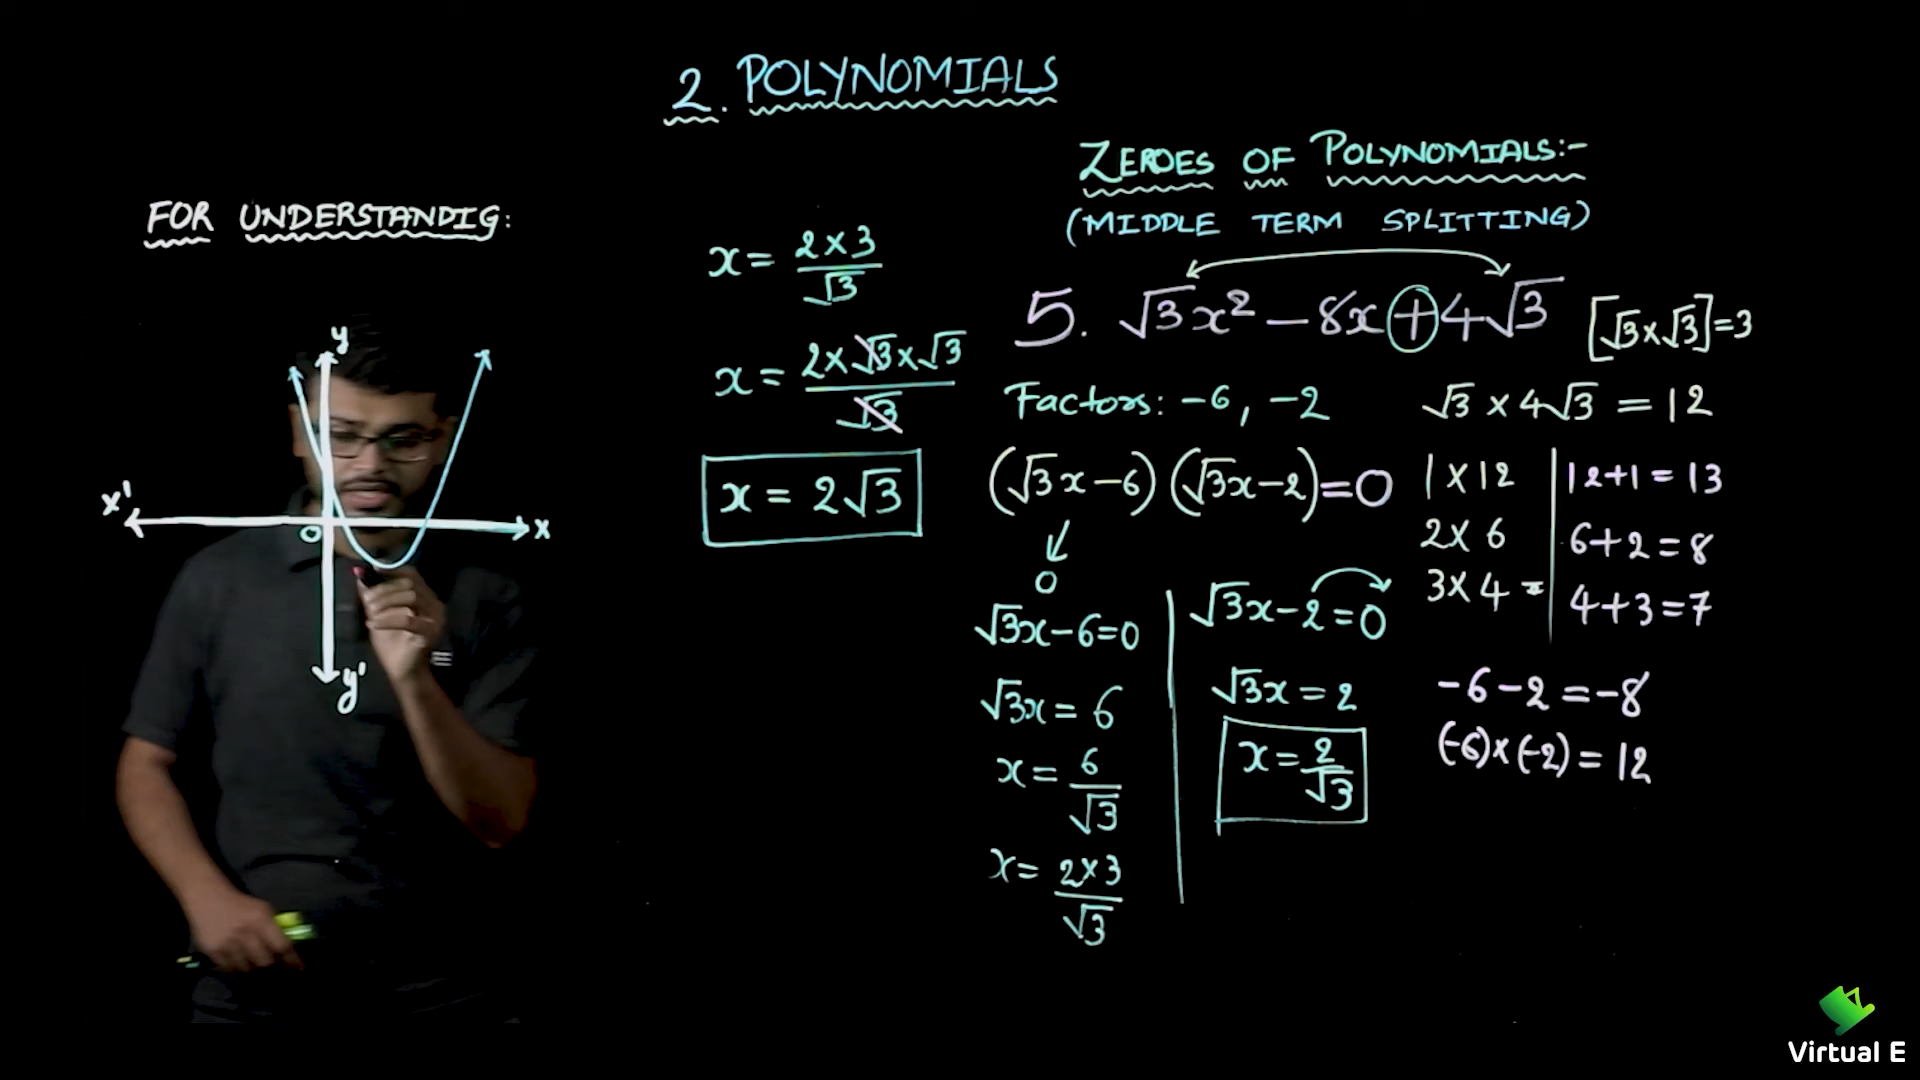 2. POLYNOMIALS
ZEROES OF POLYNOMIALS:-
(MIDDLE TERM SPLITTING)
FOR UNDERSTANDIG:
y
x'
O
x
y'
x = 2×3/√3
x = 2×√3×√3/√3
x = 2√3
5. √3x² - 8x + 4√3
[√3×√3]=3
Factors: -6, -2
√3 × 4√3 = 12
(√3x-6)(√3x-2)=0
↙
0
1 × 12
2 × 6
3 × 4 =
12+1 = 13
6+2 = 8
4+3 = 7
√3x-6=0
√3x = 6
x = 6/√3
x = 2×3/√3
√3x-2=0
√3x = 2
x = 2/√3
-6-2 = -8
(-6)×(-2) = 12
Virtual E